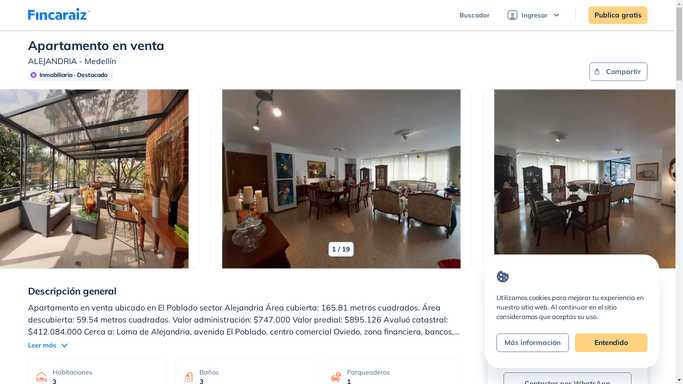 Fincaraiz
Buscador
Ingresar
Publica gratis
Apartamento en venta
ALEJANDRIA - Medellín
Inmobiliaria · Destacado
Compartir
1 / 19
Descripción general
Apartamento en venta ubicado en El Poblado sector Alejandria Área cubierta: 165.81 metros cuadrados. Área
descubierta: 59.54 metros cuadrados. Valor administración: $747.000 Valor predial: $895.126 Avaluó catastral:
$412.084.000 Cerca a: Loma de Alejandria, avenida El Poblado, centro comercial Oviedo, zona financiera, bancos,...
Leer más
Habitaciones
3
Baños
3
Parqueaderos
1
Utilizamos cookies para mejorar tu experiencia en
nuestro sitio web. Al continuar en el sitio
consideramos que aceptas su uso.
Más información
Entendido
Contactar por WhatsApp